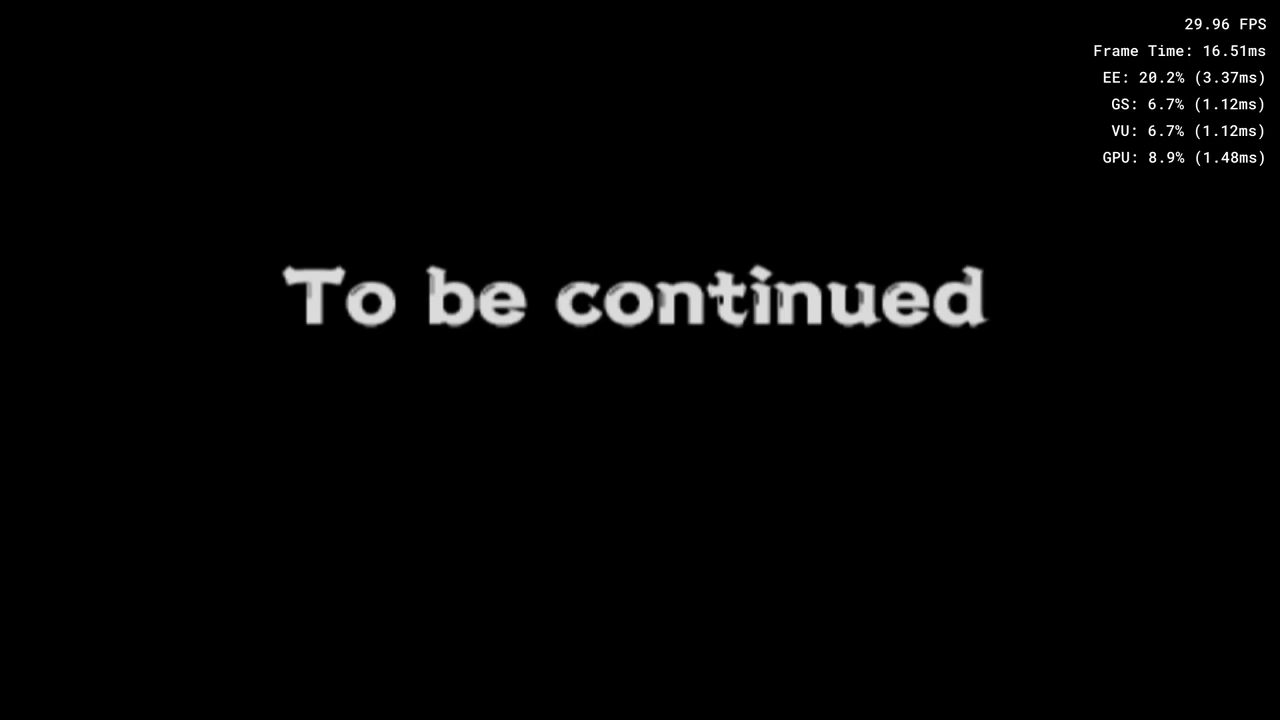 29.96 FPS
Frame Time: 16.51ms
EE: 20.2% (3.37ms)
GS: 6.7% (1.12ms)
VU: 6.7% (1.12ms)
GPU: 8.9% (1.48ms)
To be continued